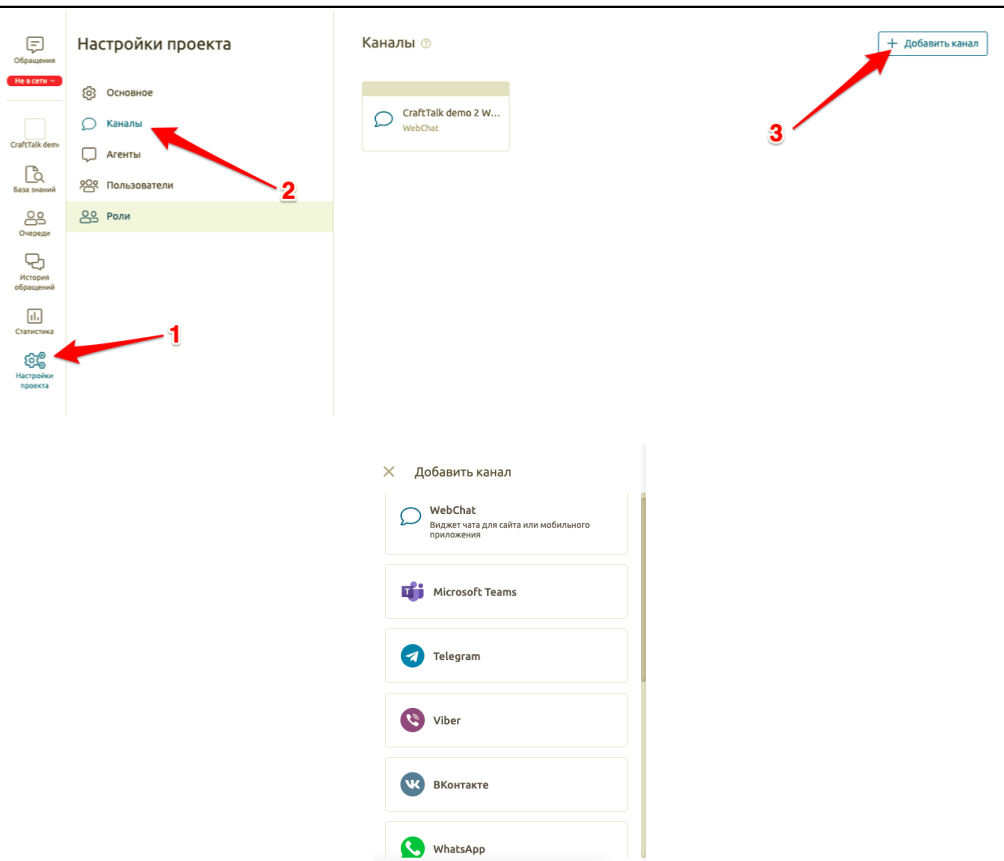 Обращения
Не в сети
CraftTalk demo
База знаний
Очереди
История
обращений
Статистика
Настройки
проекта
Настройки проекта
Основное
Каналы
Агенты
Пользователи
Роли
1
2
Каналы
CraftTalk demo 2 W...
WebChat
+ Добавить канал
3
Добавить канал
WebChat
Виджет чата для сайта или мобильного
приложения
Microsoft Teams
Telegram
Viber
ВКонтакте
WhatsApp